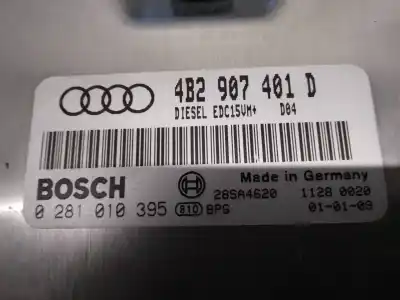 4B2 907 401 D
DIESEL EDC15VM+ D04
BOSCH
Made in Germany
28SA4620 1128 0020
0 281 010 395 810 BPS 01-01-09